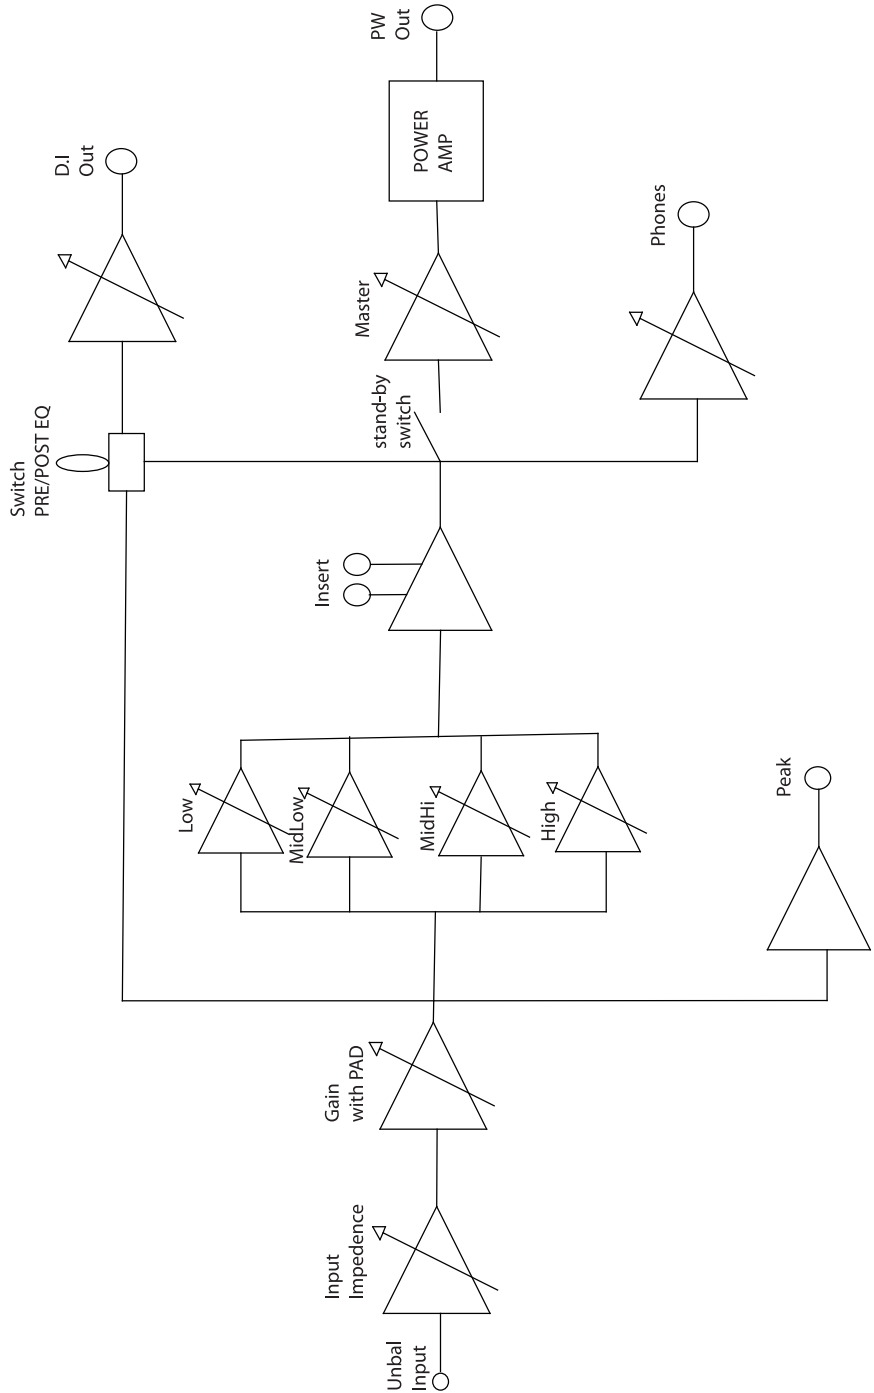 Unbal
Input
Input
Impedence
Gain
with PAD
Peak
Low
MidLow
MidHi
High
Insert
Switch
PRE/POST EQ
stand-by
switch
Master
D.I
Out
Phones
POWER
AMP
PW
Out